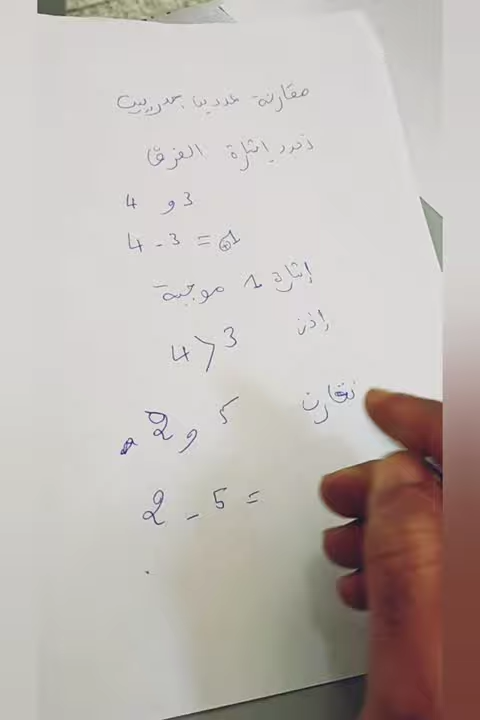 مقارنة عددين جذريين
نحدد إشارة الفرق
4 و 3
4 - 3 = ⊕1
إشارة 1 موجبة
إذن
4 > 3
نقارن
2 و 5
2 - 5 =